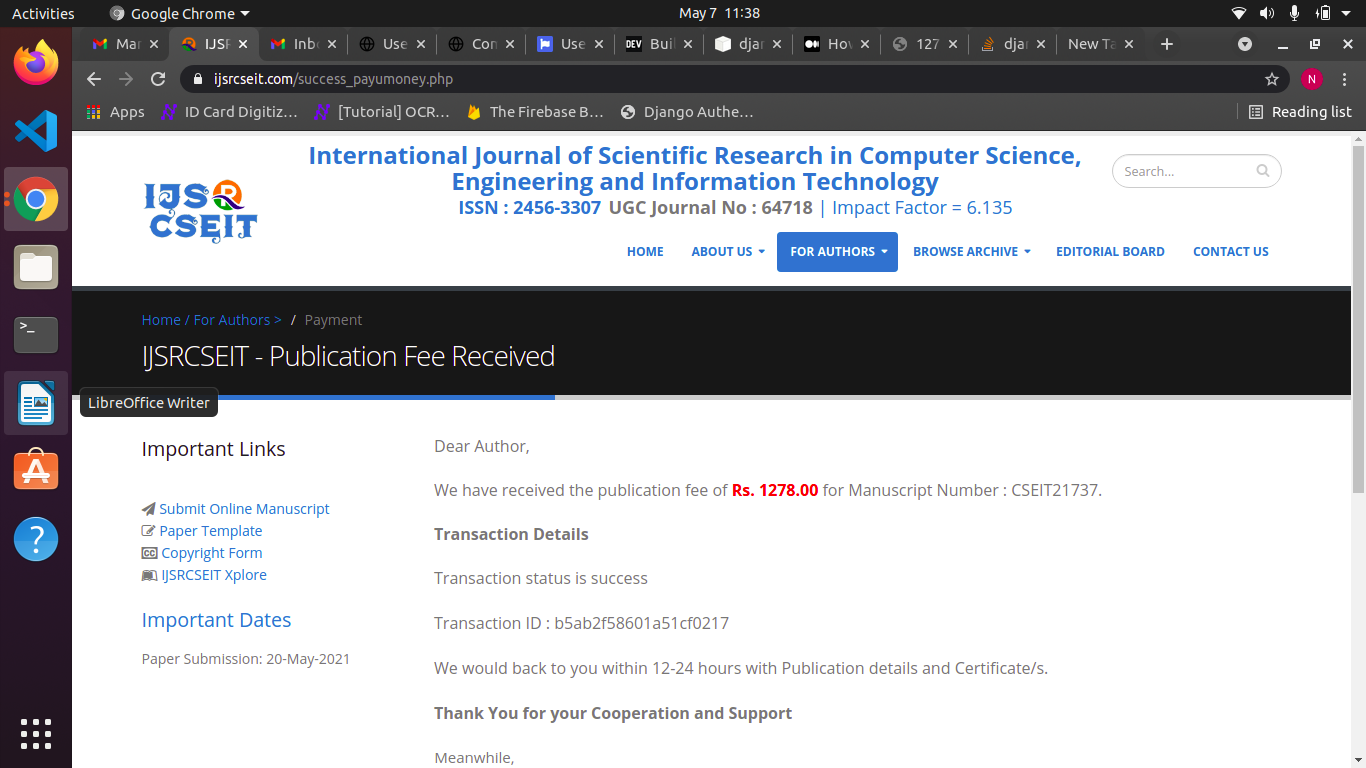 Activities
Google Chrome
May 7 11:38
Mar
IJSF
Inbo
Use
Con
Use
DEV Buil
djar
Hov
127
djar
New Ta
ijsrcseit.com/success_payumoney.php
N
Apps
ID Card Digitiz...
[Tutorial] OCR...
The Firebase B...
Django Authe...
Reading list
International Journal of Scientific Research in Computer Science,
Engineering and Information Technology
ISSN : 2456-3307 UGC Journal No : 64718 | Impact Factor = 6.135
Search...
IJS R
CSEIT
HOME
ABOUT US
FOR AUTHORS
BROWSE ARCHIVE
EDITORIAL BOARD
CONTACT US
Home / For Authors > / Payment
IJSRCSEIT - Publication Fee Received
LibreOffice Writer
Important Links
Submit Online Manuscript
Paper Template
Copyright Form
IJSRCSEIT Xplore
Important Dates
Paper Submission: 20-May-2021
Dear Author,
We have received the publication fee of Rs. 1278.00 for Manuscript Number : CSEIT21737.
Transaction Details
Transaction status is success
Transaction ID : b5ab2f58601a51cf0217
We would back to you within 12-24 hours with Publication details and Certificate/s.
Thank You for your Cooperation and Support
Meanwhile,